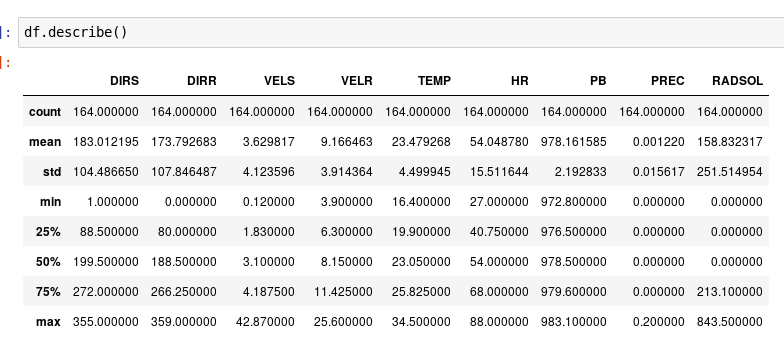 ]: df.describe()
]:
DIRS DIRR VELS VELR TEMP HR PB PREC RADSOL
count 164.000000 164.000000 164.000000 164.000000 164.000000 164.000000 164.000000 164.000000 164.000000
mean 183.012195 173.792683 3.629817 9.166463 23.479268 54.048780 978.161585 0.001220 158.832317
std 104.486650 107.846487 4.123596 3.914364 4.499945 15.511644 2.192833 0.015617 251.514954
min 1.000000 0.000000 0.120000 3.900000 16.400000 27.000000 972.800000 0.000000 0.000000
25% 88.500000 80.000000 1.830000 6.300000 19.900000 40.750000 976.500000 0.000000 0.000000
50% 199.500000 188.500000 3.100000 8.150000 23.050000 54.000000 978.500000 0.000000 0.000000
75% 272.000000 266.250000 4.187500 11.425000 25.825000 68.000000 979.600000 0.000000 213.100000
max 355.000000 359.000000 42.870000 25.600000 34.500000 88.000000 983.100000 0.200000 843.500000